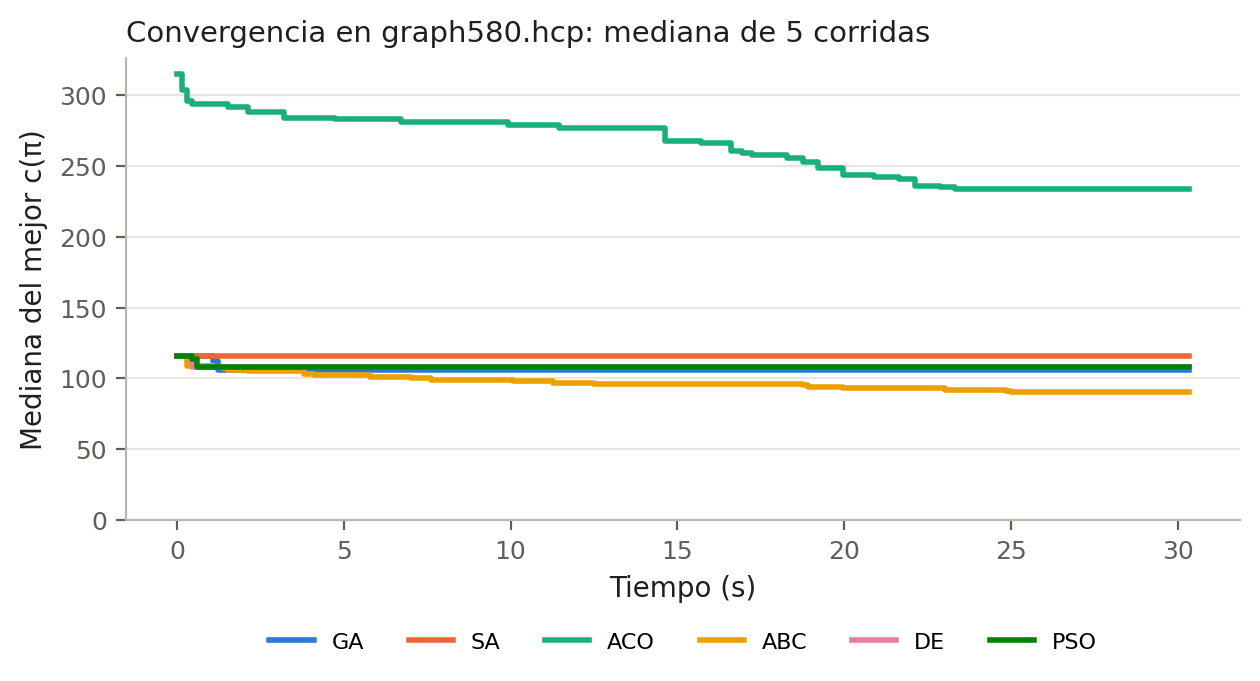 Convergencia en graph580.hcp: mediana de 5 corridas
Mediana del mejor c(π)
300
250
200
150
100
50
0
0 5 10 15 20 25 30
Tiempo (s)
GA SA ACO ABC DE PSO